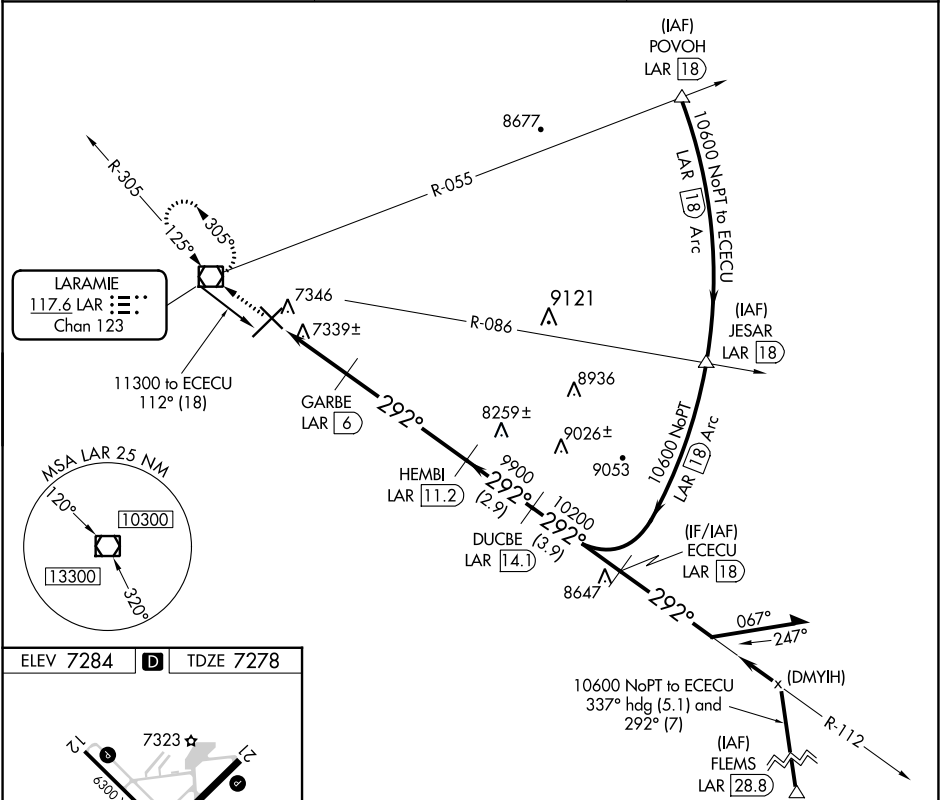 (IAF)
POVOH
LAR 18
8677
10600 NoPT to ECECU
LAR 18 Arc
R-055
R-305
305°
125°
LARAMIE
117.6 LAR
Chan 123
7346
7339±
R-086
9121
(IAF)
JESAR
LAR 18
11300 to ECECU
112° (18)
GARBE
LAR 6
292°
8936
8259±
9026±
9053
10600 NoPT
LAR 18 Arc
HEMBI
LAR 11.2
9900
292°
(2.9)
DUCBE
LAR 14.1
10200
292°
(3.9)
(IF/IAF)
ECECU
LAR 18
8647
292°
067°
247°
MSA LAR 25 NM
120°
10300
13300
320°
(DMYIH)
10600 NoPT to ECECU
337° hdg (5.1) and
292° (7)
R-112
(IAF)
FLEMS
LAR 28.8
ELEV 7284 D TDZE 7278
7323
12
21
P
P
6300